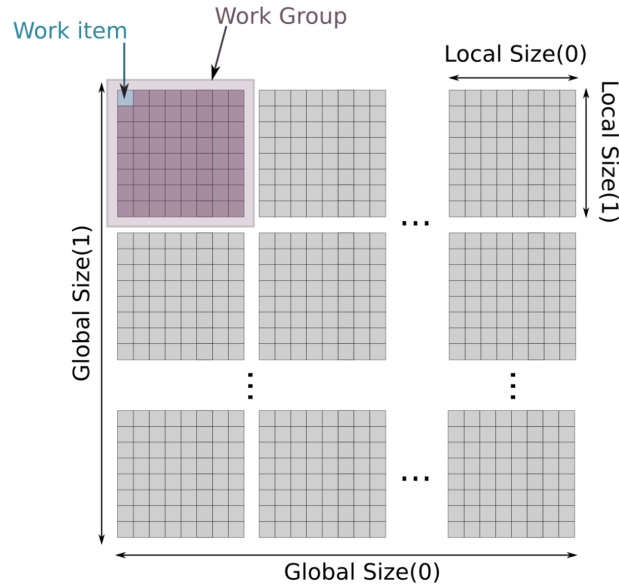 Work Group
Work item
Local Size(0)
Local Size(1)
...
Global Size(1)
...
...
...
Global Size(0)